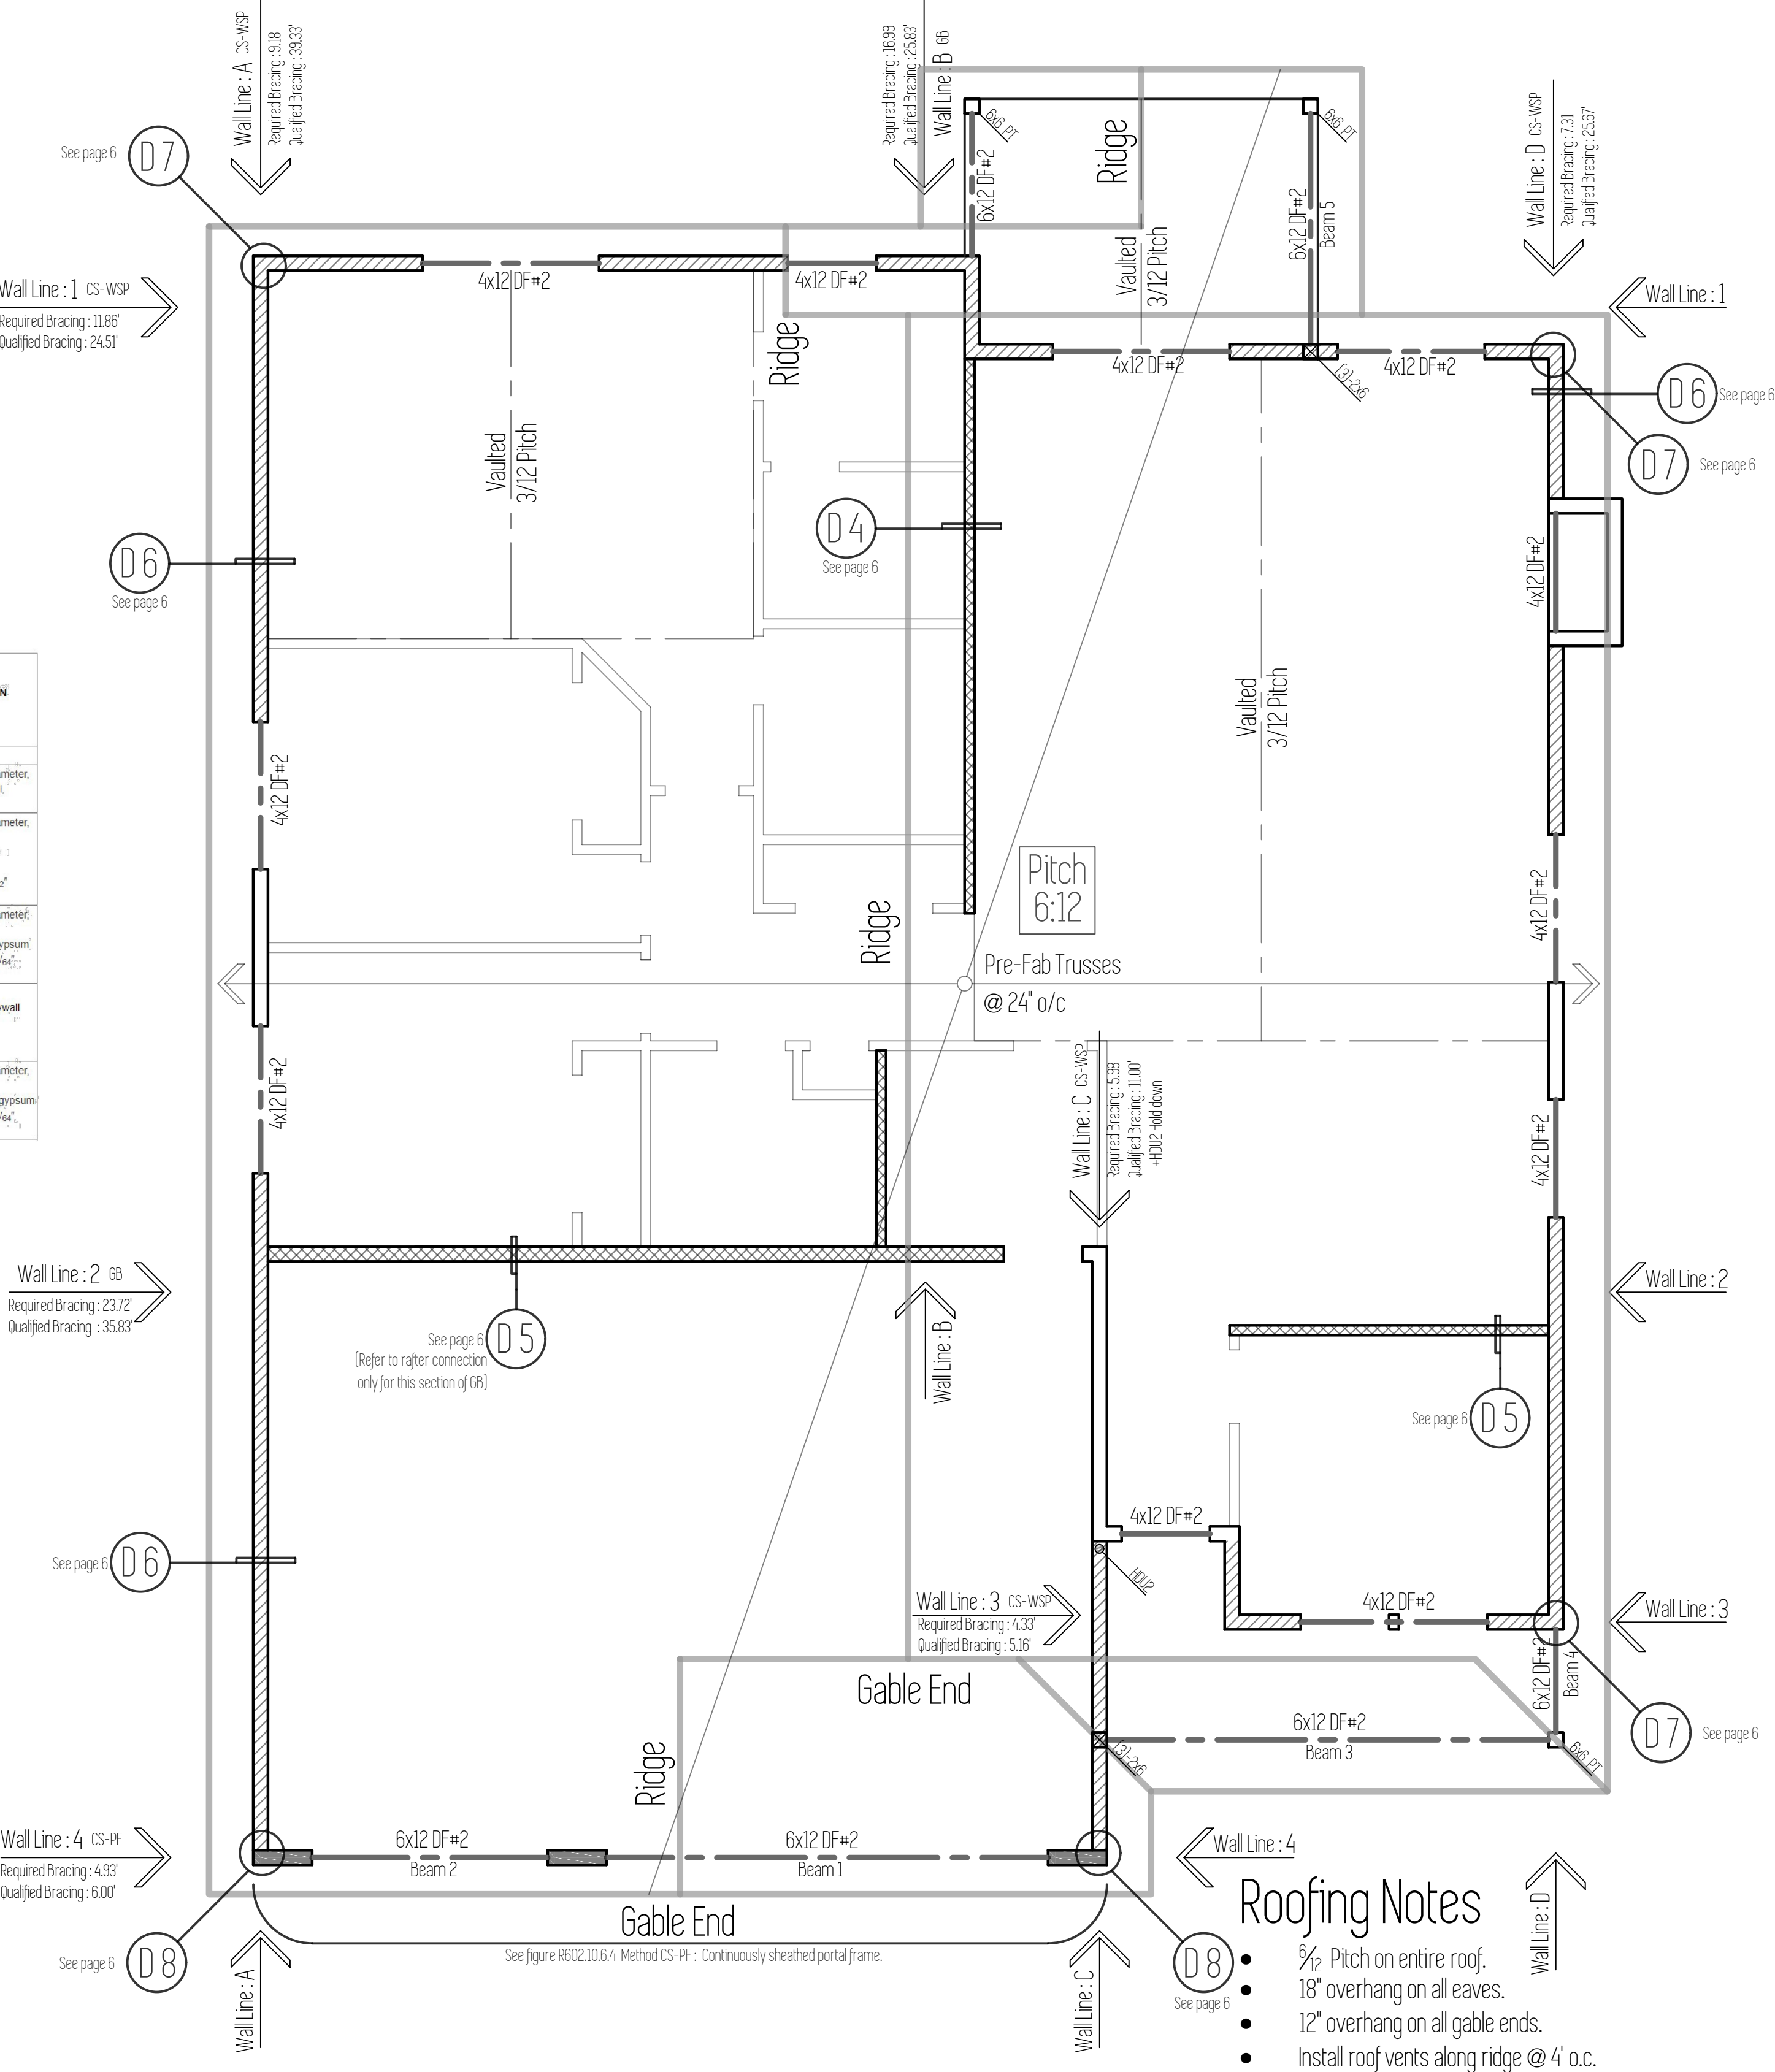 Wall Line : A CS-WSP
Required Bracing : 9.18'
Qualified Bracing : 39.33'
Required Bracing : 16.99'
Qualified Bracing : 25.83'
Wall Line : B GB
Wall Line : D CS-WSP
Required Bracing : 7.31'
Qualified Bracing : 25.67'
See page 6
D7
6x6 PT
6x6 PT
Ridge
6x12 DF#2
6x12 DF#2
Beam 5
Vaulted
3/12 Pitch
Wall Line : 1 CS-WSP
Required Bracing : 11.86'
Qualified Bracing : 24.51'
4x12 DF#2
4x12 DF#2
Wall Line : 1
Ridge
4x12 DF#2
4x12 DF#2
(3)-2x6
D6
See page 6
D7
See page 6
Vaulted
3/12 Pitch
D4
See page 6
D6
See page 6
4x12 DF#2
Vaulted
3/12 Pitch
N
meter,
meter,
2"
meter,
gypsum
/64"
wall
meter,
gypsum
/64"
4x12 DF#2
Pitch
6:12
4x12 DF#2
Ridge
Pre-Fab Trusses
@ 24" o/c
4x12 DF#2
Wall Line : C CS-WSP
Required Bracing : 5.98'
Qualified Bracing : 11.00'
+HDU2 Hold down
4x12 DF#2
Wall Line : 2 GB
Required Bracing : 23.72'
Qualified Bracing : 35.83'
Wall Line : 2
See page 6
D5
(Refer to rafter connection
only for this section of GB)
Wall Line : B
See page 6
D5
4x12 DF#2
See page 6
D6
HDU2
Wall Line : 3 CS-WSP
Required Bracing : 4.33'
Qualified Bracing : 5.16'
4x12 DF#2
Wall Line : 3
Gable End
6x12 DF#2
Beam 4
6x12 DF#2
Beam 3
(3)-2x6
6x6 PT
D7
See page 6
Ridge
Wall Line : 4 CS-PF
Required Bracing : 4.93'
Qualified Bracing : 6.00'
6x12 DF#2
Beam 2
6x12 DF#2
Beam 1
Wall Line : 4
Gable End
See figure R602.10.6.4 Method CS-PF : Continuously sheathed portal frame.
See page 6
D8
D8
See page 6
Wall Line : A
Wall Line : C
Wall Line : D
Roofing Notes
• 6/12 Pitch on entire roof.
• 18" overhang on all eaves.
• 12" overhang on all gable ends.
• Install roof vents along ridge @ 4' o.c.